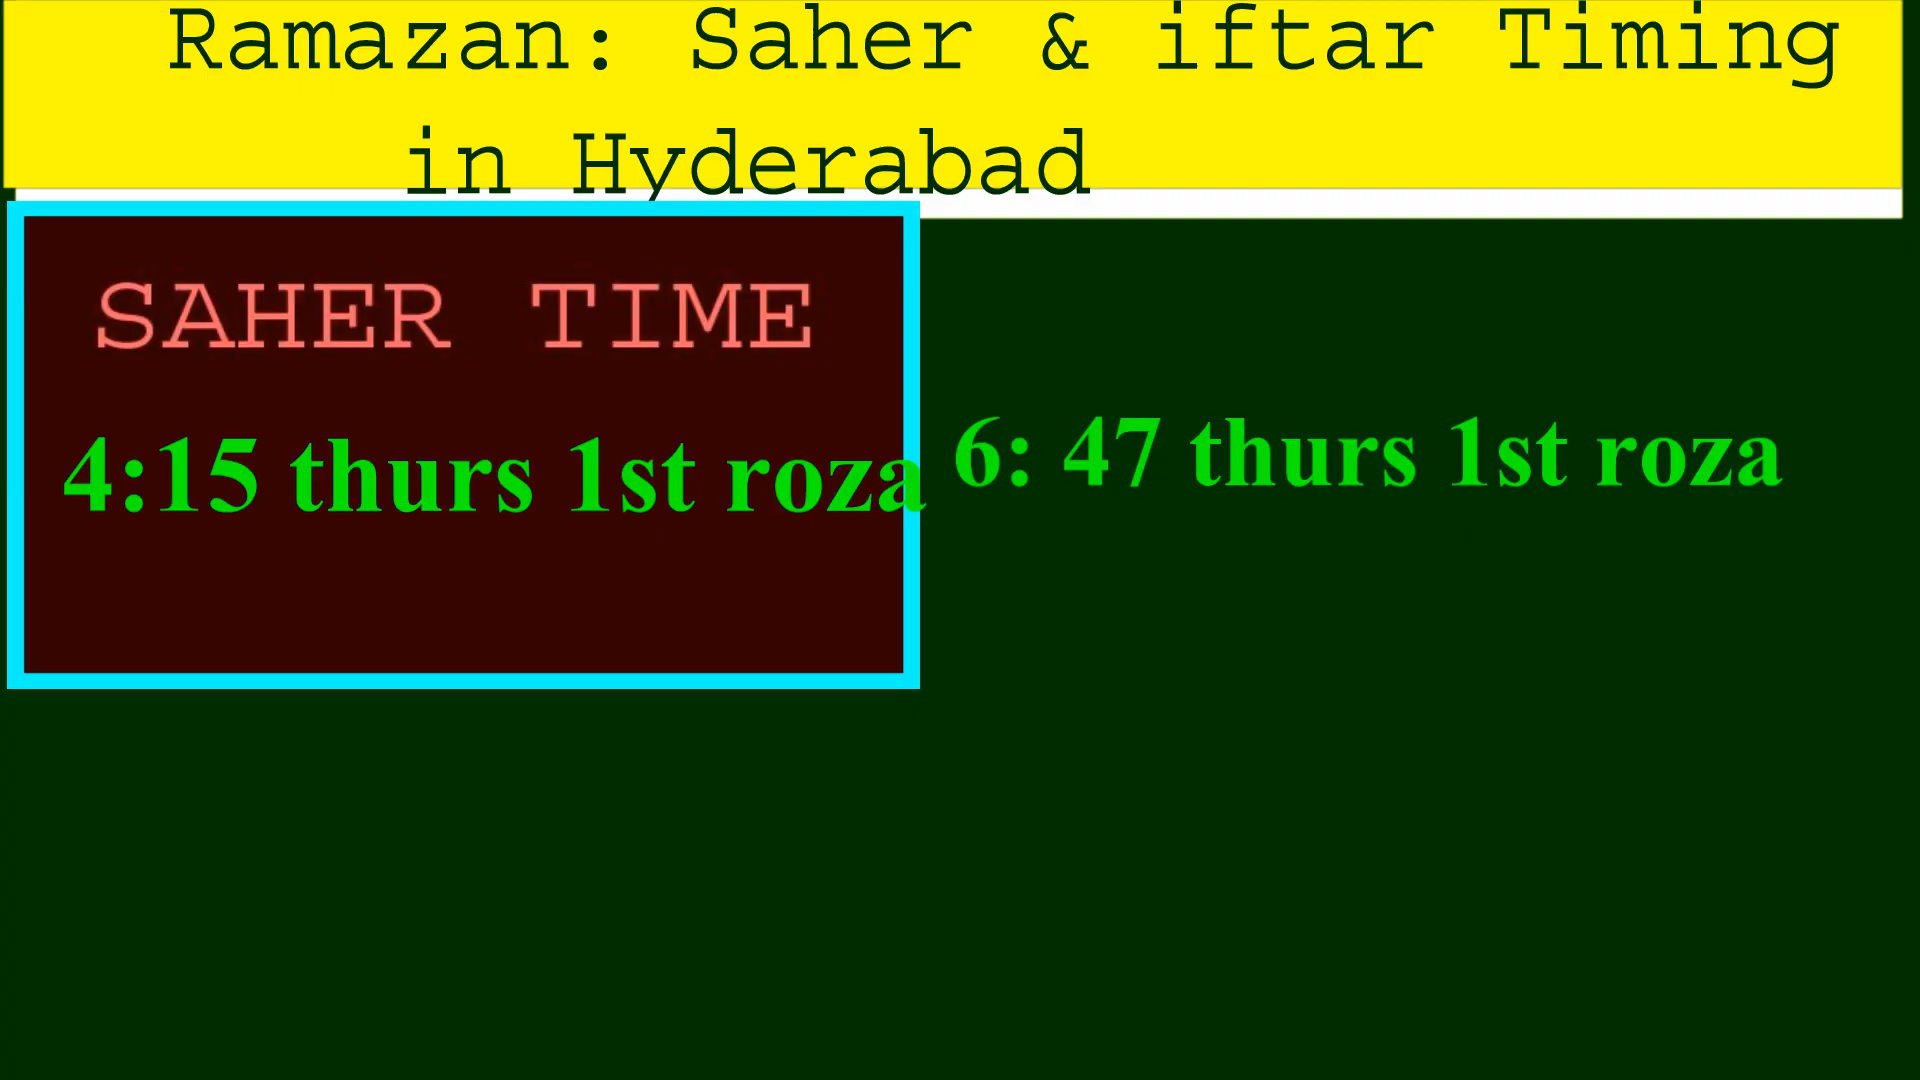 Ramazan: Saher & iftar Timing
in Hyderabad
SAHER TIME
4:15 thurs 1st roza
6: 47 thurs 1st roza